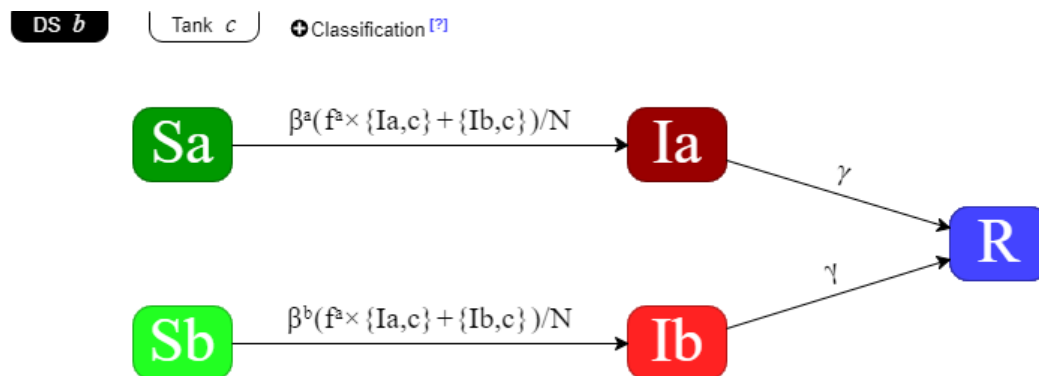 DS b Tank c Classification [?]
βᵃ(fᵃ×{Ia,c}+{Ib,c})/N
Sa Ia
γ
R
γ
βᵇ(fᵃ×{Ia,c}+{Ib,c})/N
Sb Ib